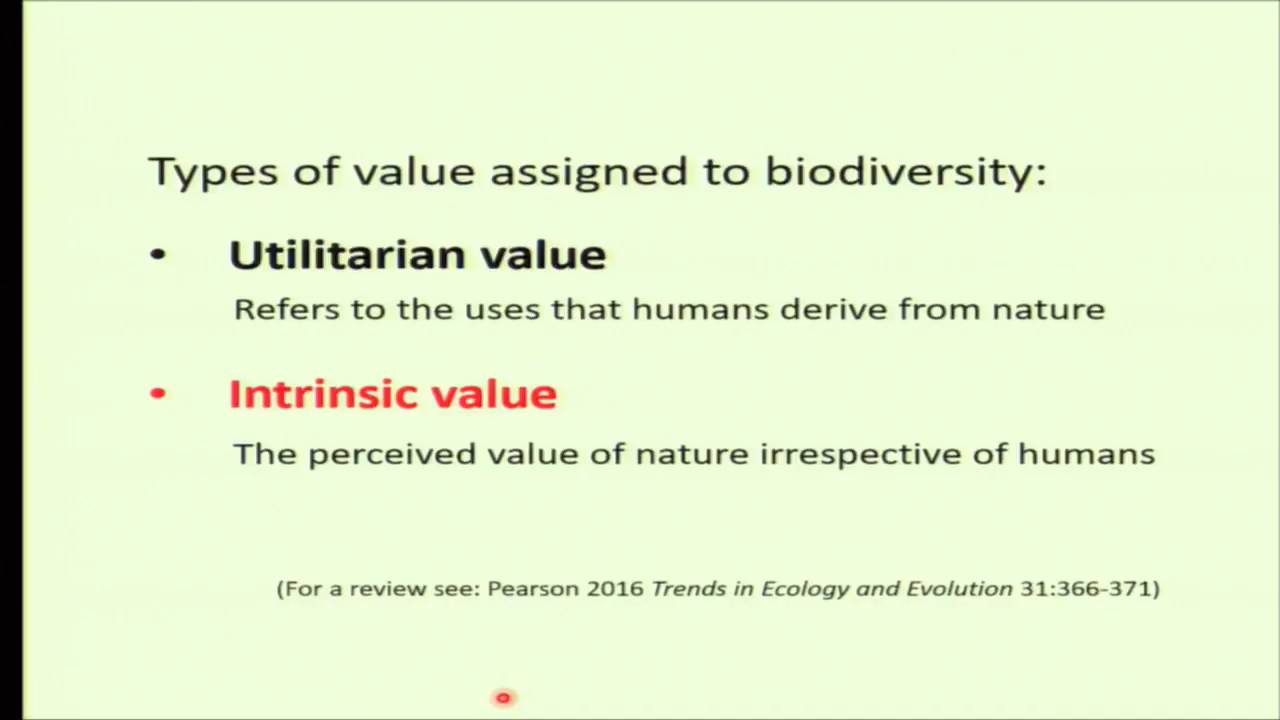 Types of value assigned to biodiversity:
• Utilitarian value
Refers to the uses that humans derive from nature
• Intrinsic value
The perceived value of nature irrespective of humans
(For a review see: Pearson 2016 Trends in Ecology and Evolution 31:366-371)